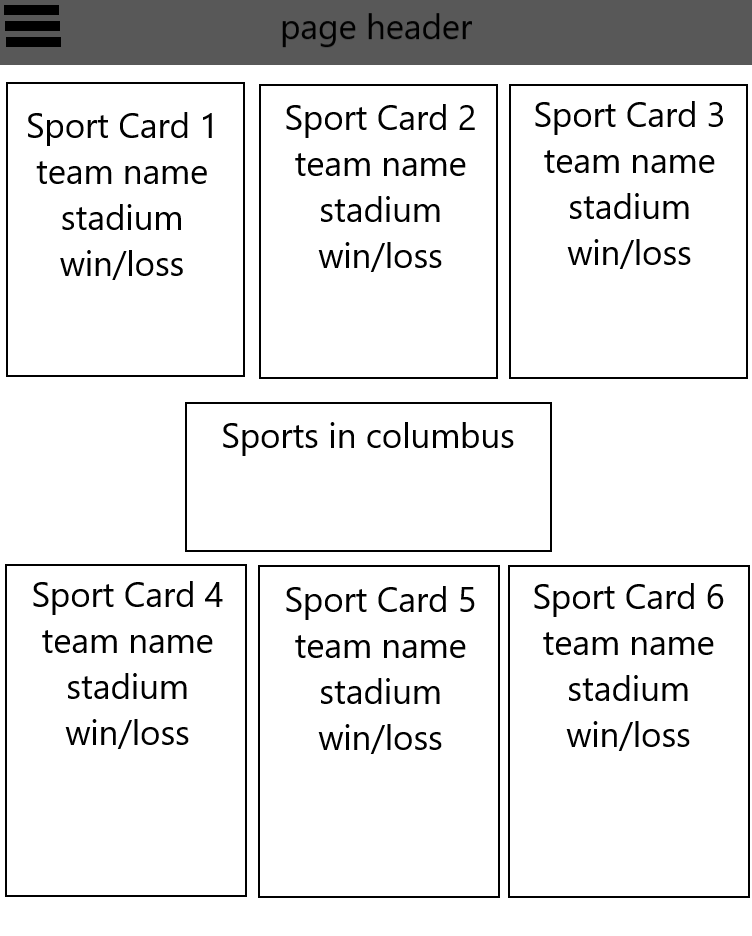 page header
Sport Card 1
team name
stadium
win/loss
Sport Card 2
team name
stadium
win/loss
Sport Card 3
team name
stadium
win/loss
Sports in columbus
Sport Card 4
team name
stadium
win/loss
Sport Card 5
team name
stadium
win/loss
Sport Card 6
team name
stadium
win/loss